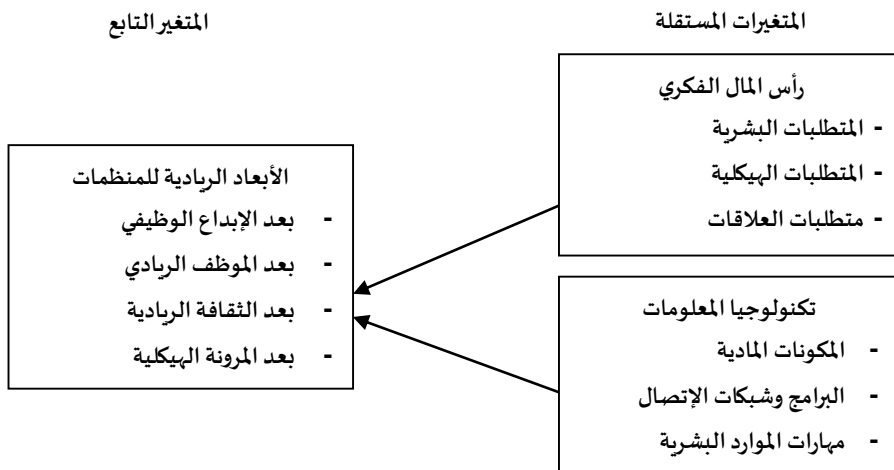 المتغيرات المستقلة
رأس المال الفكري
- المتطلبات البشرية
- المتطلبات الهيكلية
- متطلبات العلاقات
تكنولوجيا المعلومات
- المكونات المادية
- البرامج وشبكات الإتصال
- مهارات الموارد البشرية
المتغير التابع
الأبعاد الريادية للمنظمات
- بعد الإبداع الوظيفي
- بعد الموظف الريادي
- بعد الثقافة الريادية
- بعد المرونة الهيكلية